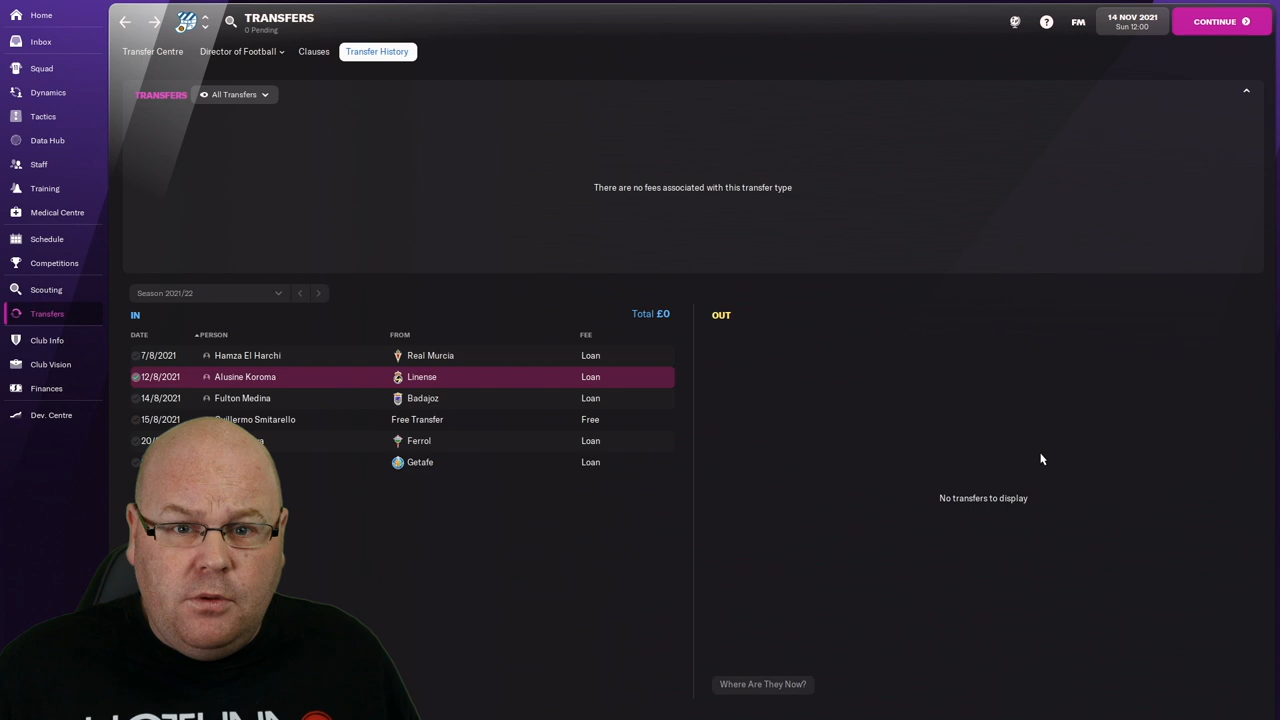 Home
Inbox
Squad
Dynamics
Tactics
Data Hub
Staff
Training
Medical Centre
Schedule
Competitions
Scouting
Transfers
Club Info
Club Vision
Finances
Dev. Centre
TRANSFERS
0 Pending
FM
14 NOV 2021
Sun 12:00
CONTINUE
Transfer Centre
Director of Football
Clauses
Transfer History
TRANSFERS
All Transfers
There are no fees associated with this transfer type
Season 2021/22
IN
Total £0
DATE PERSON FROM FEE
7/8/2021 Hamza El Harchi Real Murcia Loan
12/8/2021 Alusine Koroma Linense Loan
14/8/2021 Fulton Medina Badajoz Loan
15/8/2021 Smitarello Free Transfer Free
Ferrol Loan
Getafe Loan
OUT
No transfers to display
Where Are They Now?